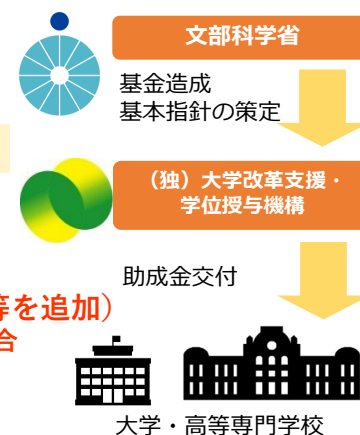 文部科学省
基金造成
基本指針の策定
（独）大学改革支援・
学位授与機構
助成金交付
等を追加）
合
大学・高等専門学校